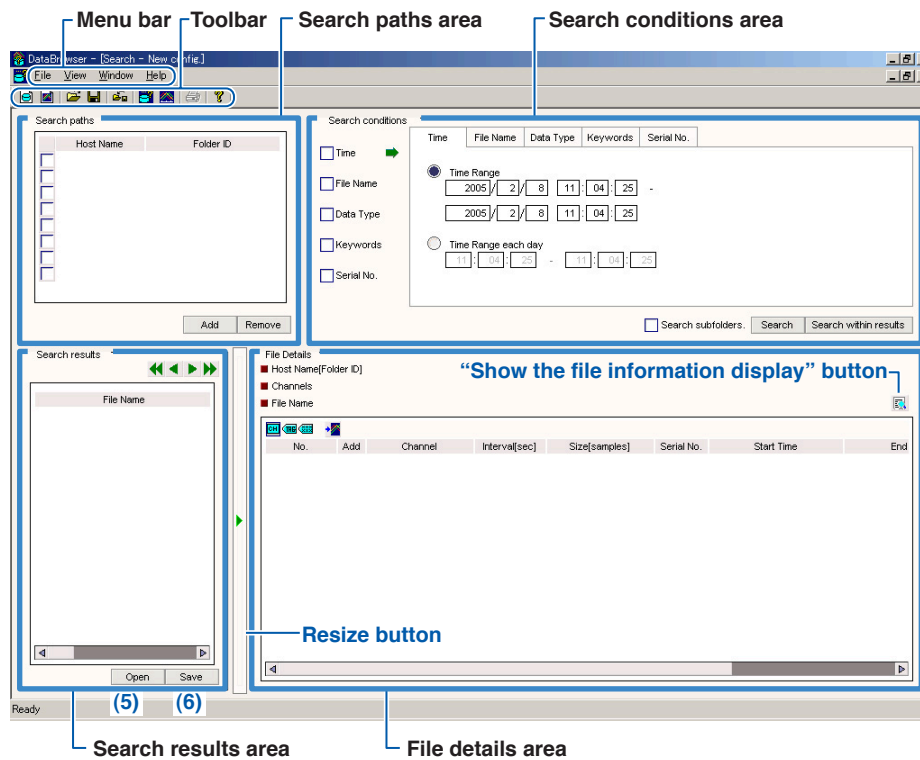 Menu bar Toolbar Search paths area Search conditions area
DataBrowser - [Search - New config.]
File View Window Help
Search paths
Host Name Folder ID
Add Remove
Search conditions
Time
File Name
Data Type
Keywords
Serial No.
Time File Name Data Type Keywords Serial No.
Time Range
2005 / 2 / 8 11 : 04 : 25 -
2005 / 2 / 8 11 : 04 : 25
Time Range each day
11 : 04 : 25 - 11 : 04 : 25
Search subfolders. Search Search within results
Search results
File Name
Open Save
(5) (6)
File Details
Host Name[Folder ID]
Channels
File Name
“Show the file information display” button
CH
No. Add Channel Interval[sec] Size[samples] Serial No. Start Time End
Resize button
Ready
Search results area File details area